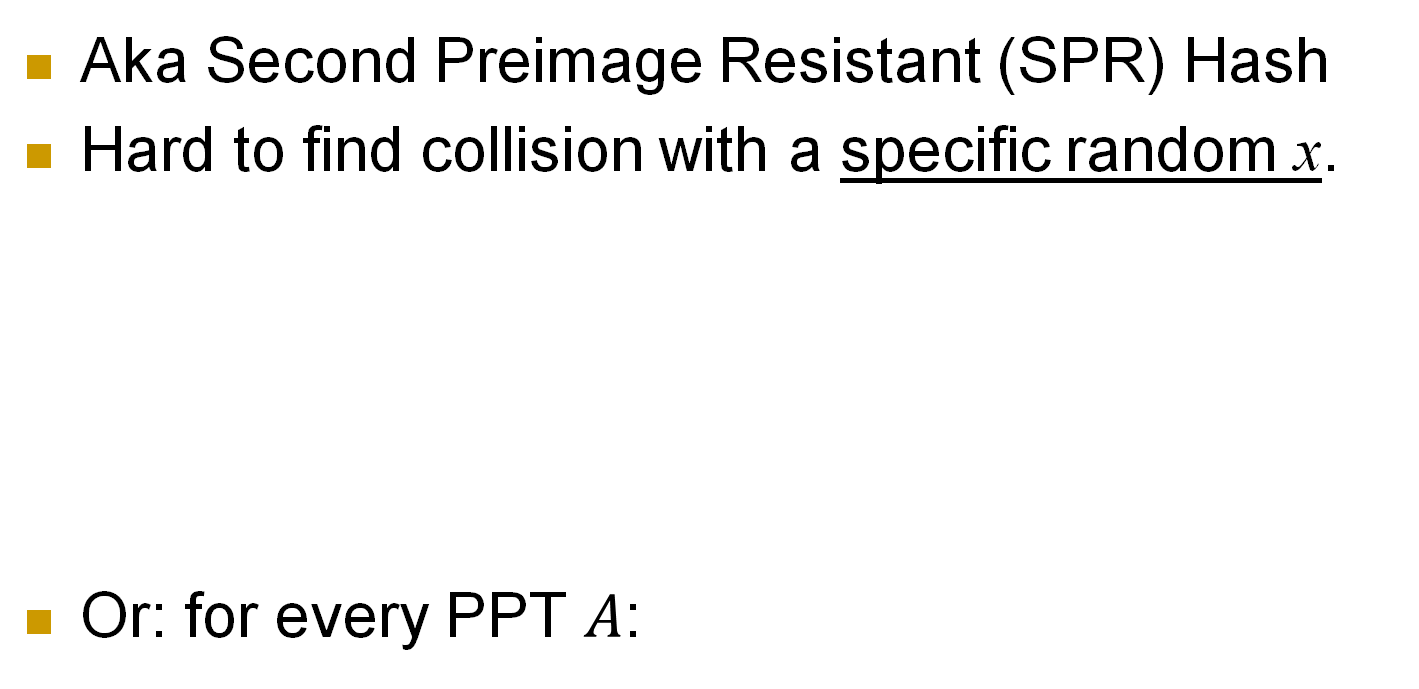 Aka Second Preimage Resistant (SPR) Hash
Hard to find collision with a specific random x.
Or: for every PPT A: